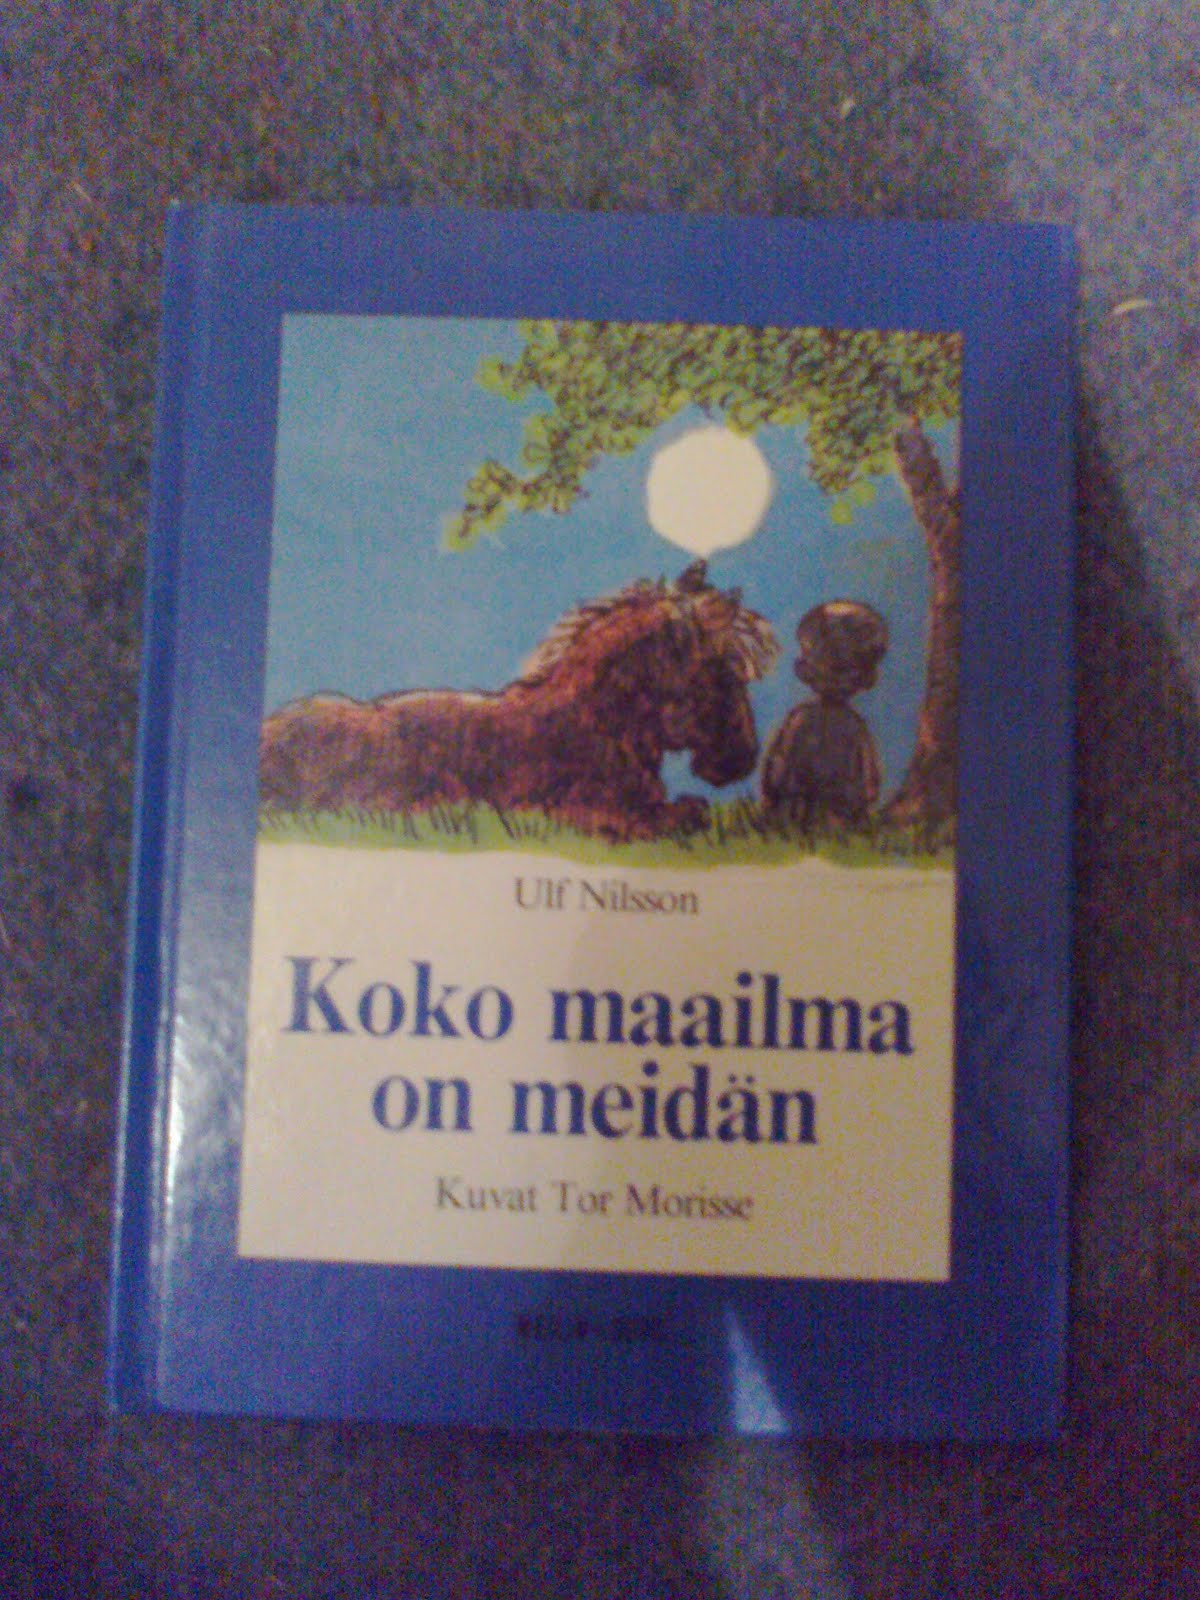 Ulf Nilsson
Koko maailma
on meidän
Kuvat Tor Morisse